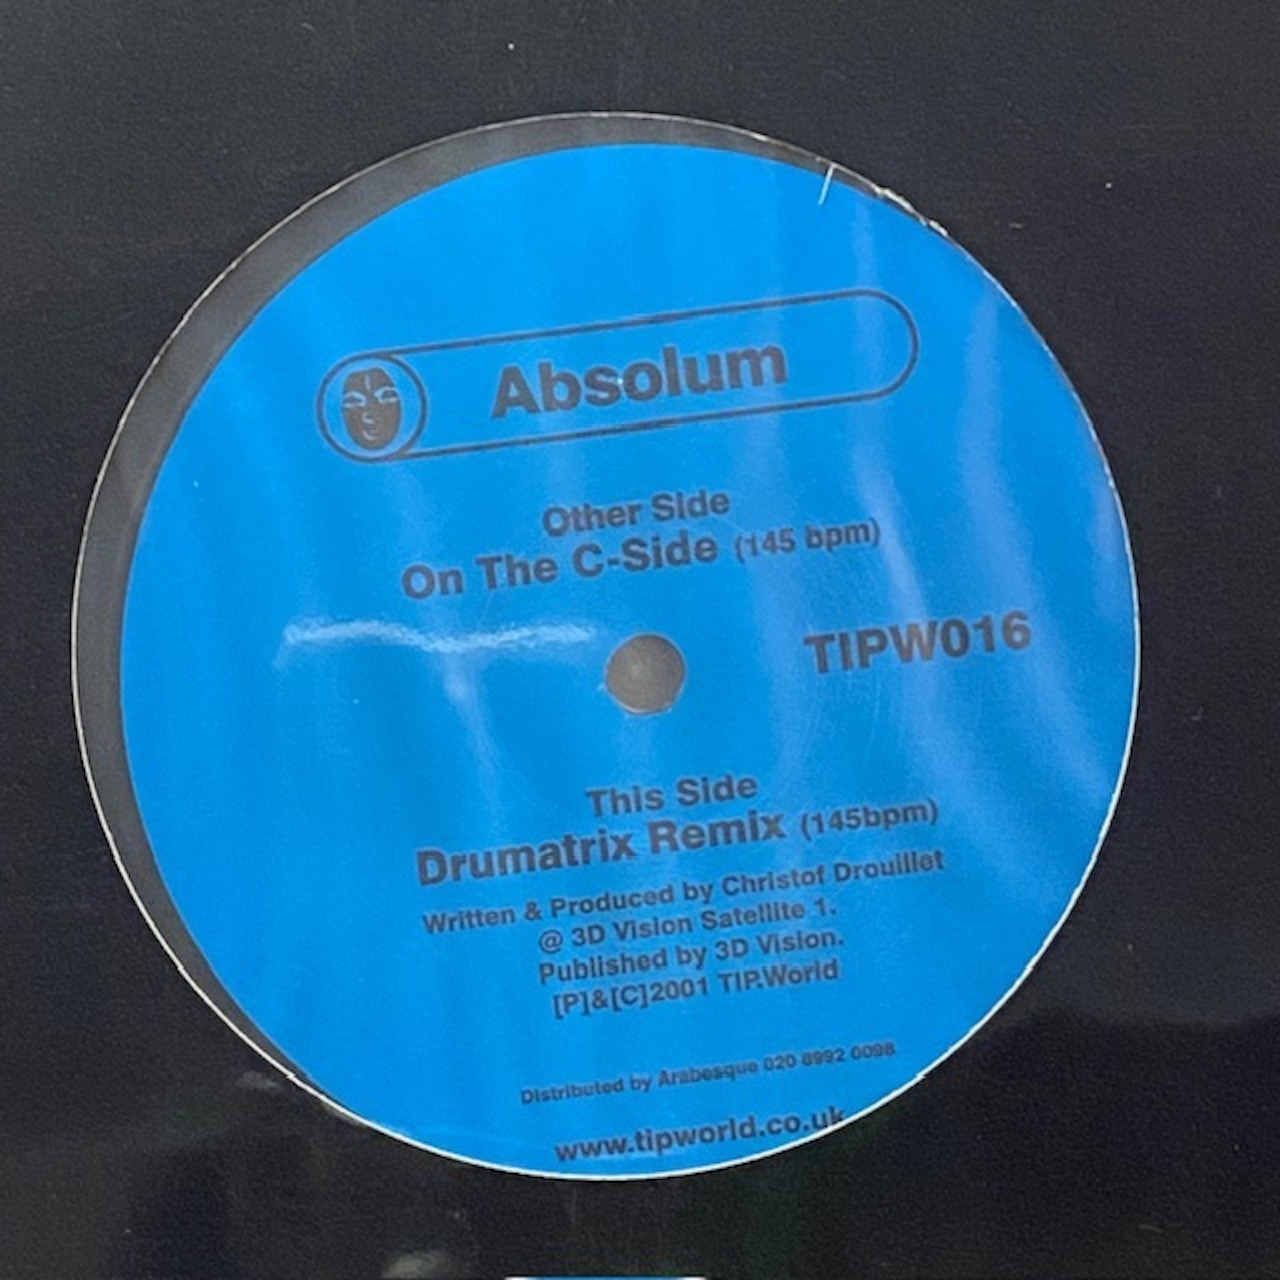 Absolum
Other Side
On The C-Side (145 bpm)
TIPW016
This Side
Drumatrix Remix (145bpm)
Written & Produced by Christof Drouillet
@ 3D Vision Satellite 1.
Published by 3D Vision.
[P]&[C]2001 TIP.World
Distributed by Arabesque 020 8992 0098
www.tipworld.co.uk